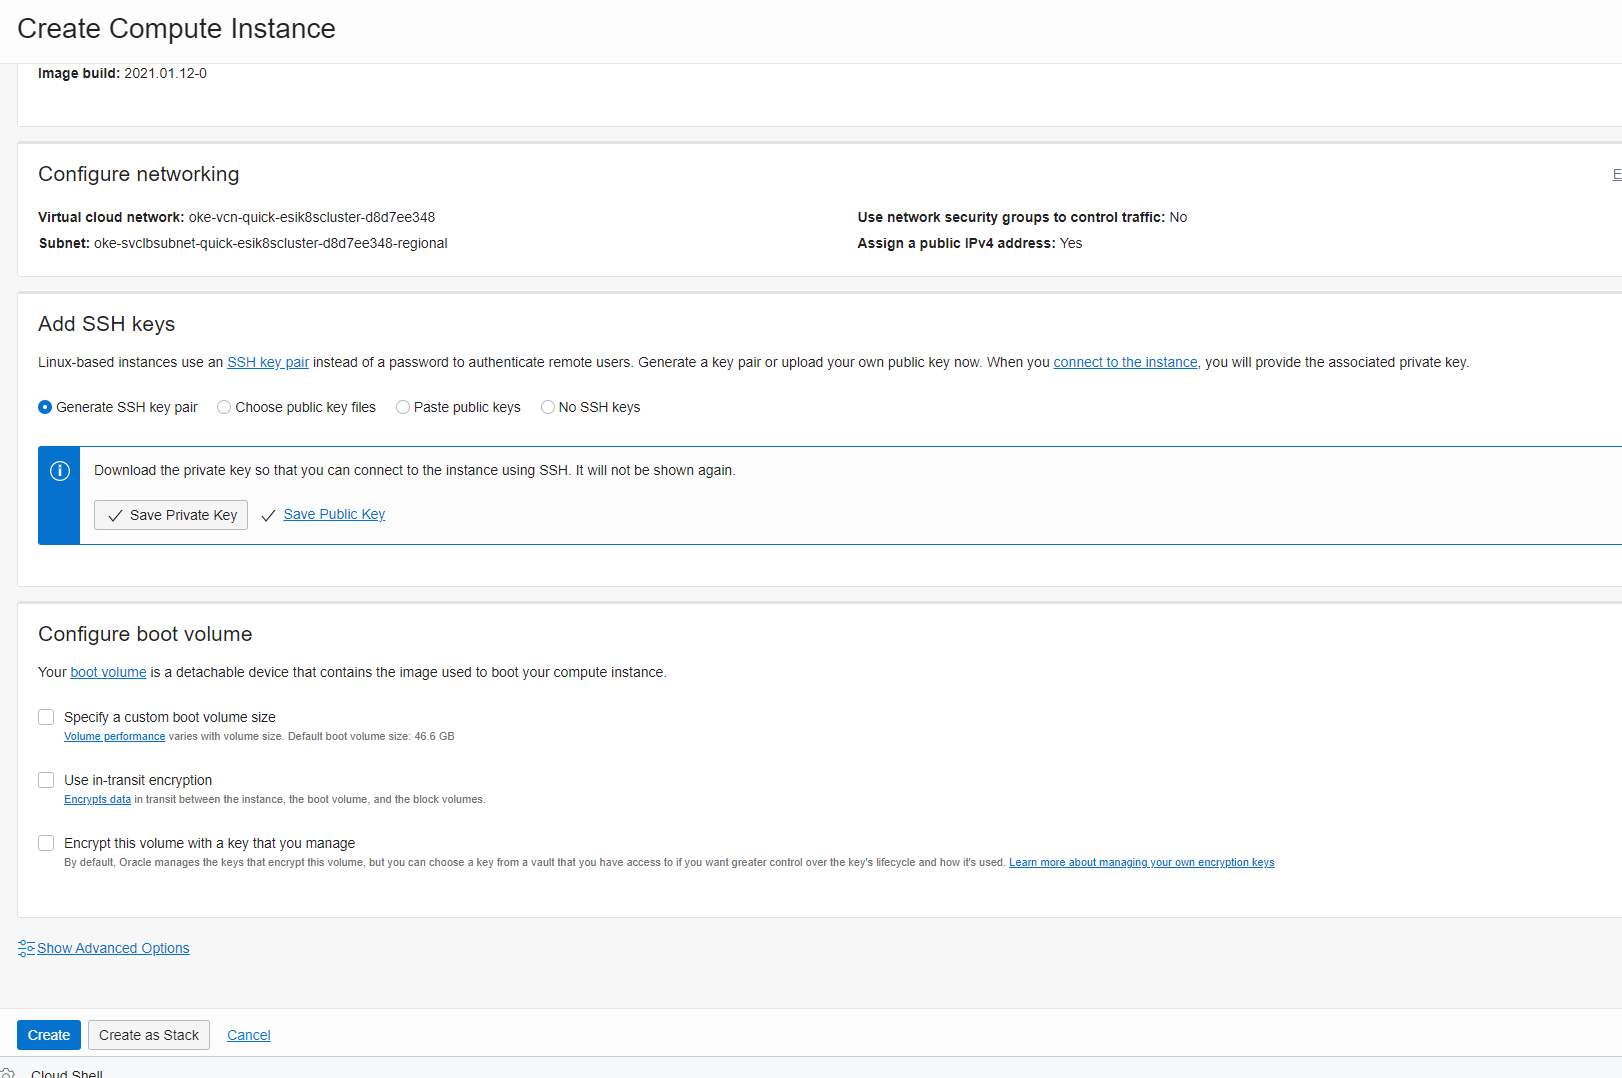 Create Compute Instance
Image build: 2021.01.12-0
Configure networking
E
Virtual cloud network: oke-vcn-quick-esik8scluster-d8d7ee348
Use network security groups to control traffic: No
Subnet: oke-svclbsubnet-quick-esik8scluster-d8d7ee348-regional
Assign a public IPv4 address: Yes
Add SSH keys
Linux-based instances use an SSH key pair instead of a password to authenticate remote users. Generate a key pair or upload your own public key now. When you connect to the instance, you will provide the associated private key.
Generate SSH key pair Choose public key files Paste public keys No SSH keys
Download the private key so that you can connect to the instance using SSH. It will not be shown again.
Save Private Key Save Public Key
Configure boot volume
Your boot volume is a detachable device that contains the image used to boot your compute instance.
Specify a custom boot volume size
Volume performance varies with volume size. Default boot volume size: 46.6 GB
Use in-transit encryption
Encrypts data in transit between the instance, the boot volume, and the block volumes.
Encrypt this volume with a key that you manage
By default, Oracle manages the keys that encrypt this volume, but you can choose a key from a vault that you have access to if you want greater control over the key's lifecycle and how it's used. Learn more about managing your own encryption keys
Show Advanced Options
Create Create as Stack Cancel
Cloud Shell